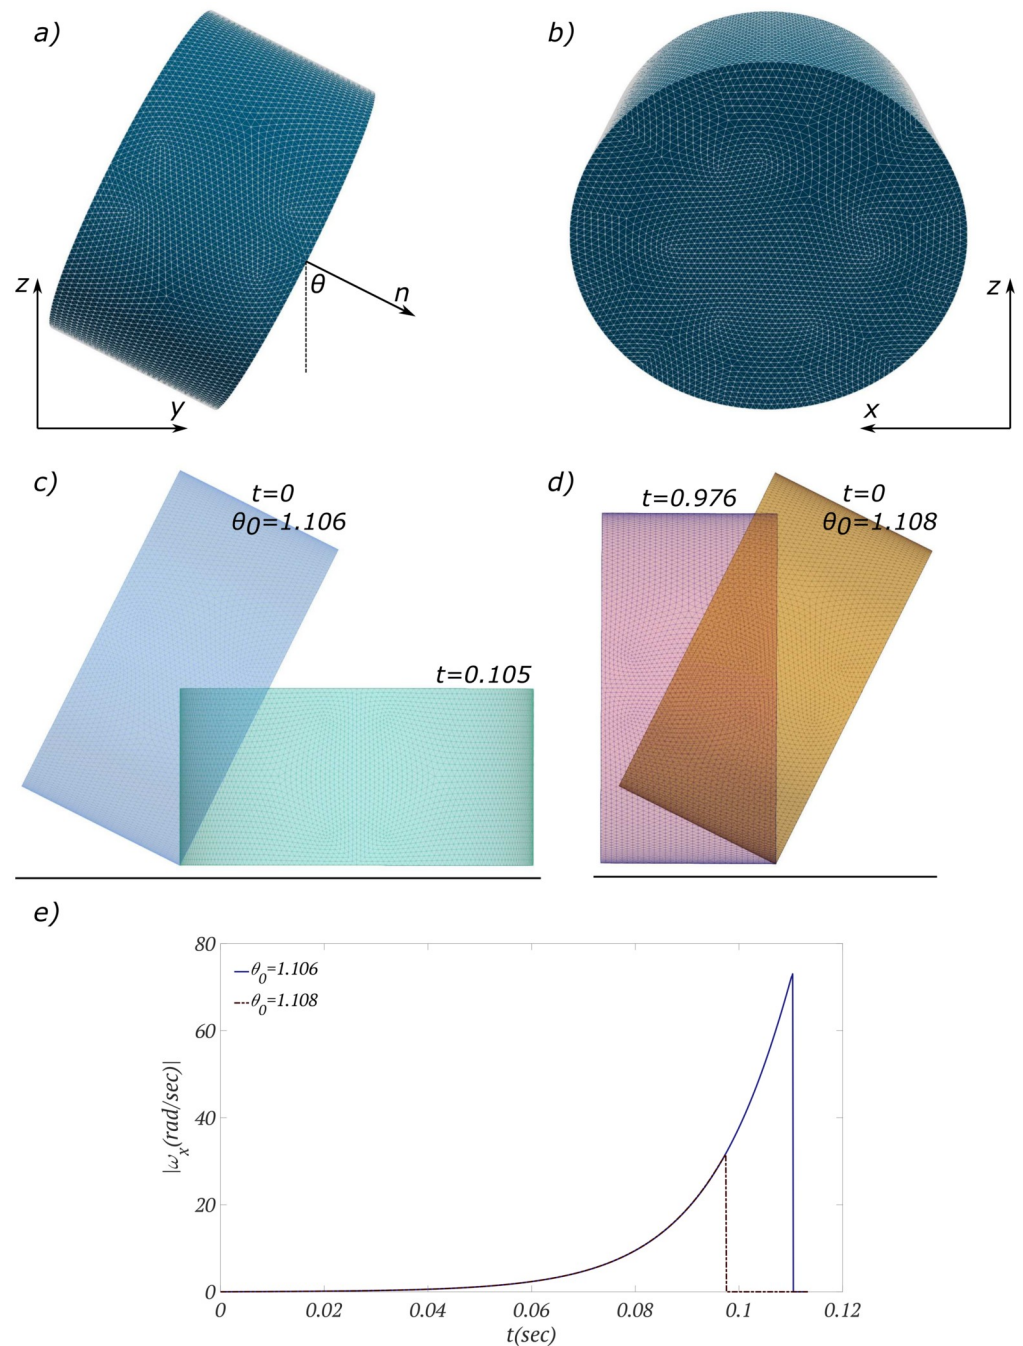 a)
b)
z
θ
n
y
z
x
c)
t=0
θ0=1.106
t=0.105
d)
t=0.976
t=0
θ0=1.108
e)
80
60
40
20
0
|ωx(rad/sec)|
θ0=1.106
θ0=1.108
0
0.02
0.04
0.06
0.08
0.1
0.12
t(sec)